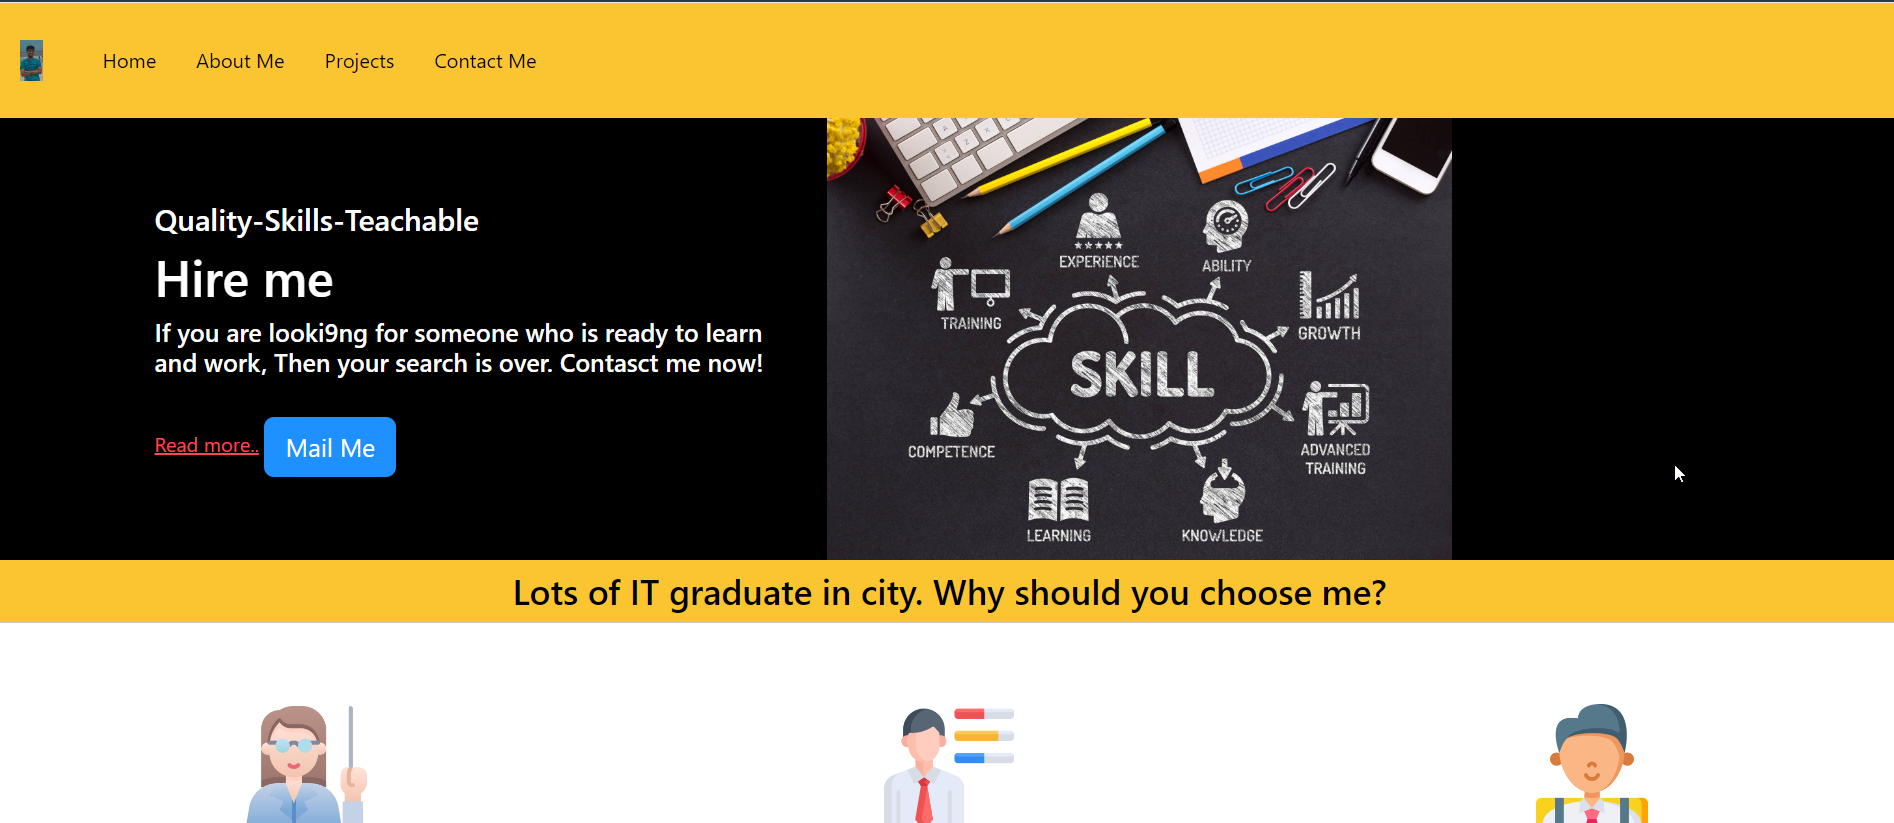 Home About Me Projects Contact Me
Quality-Skills-Teachable
Hire me
If you are looki9ng for someone who is ready to learn
and work, Then your search is over. Contasct me now!
Read more.. Mail Me
EXPERIENCE
ABILITY
TRAINING
GROWTH
SKILL
COMPETENCE
ADVANCED
TRAINING
LEARNING
KNOWLEDGE
Lots of IT graduate in city. Why should you choose me?